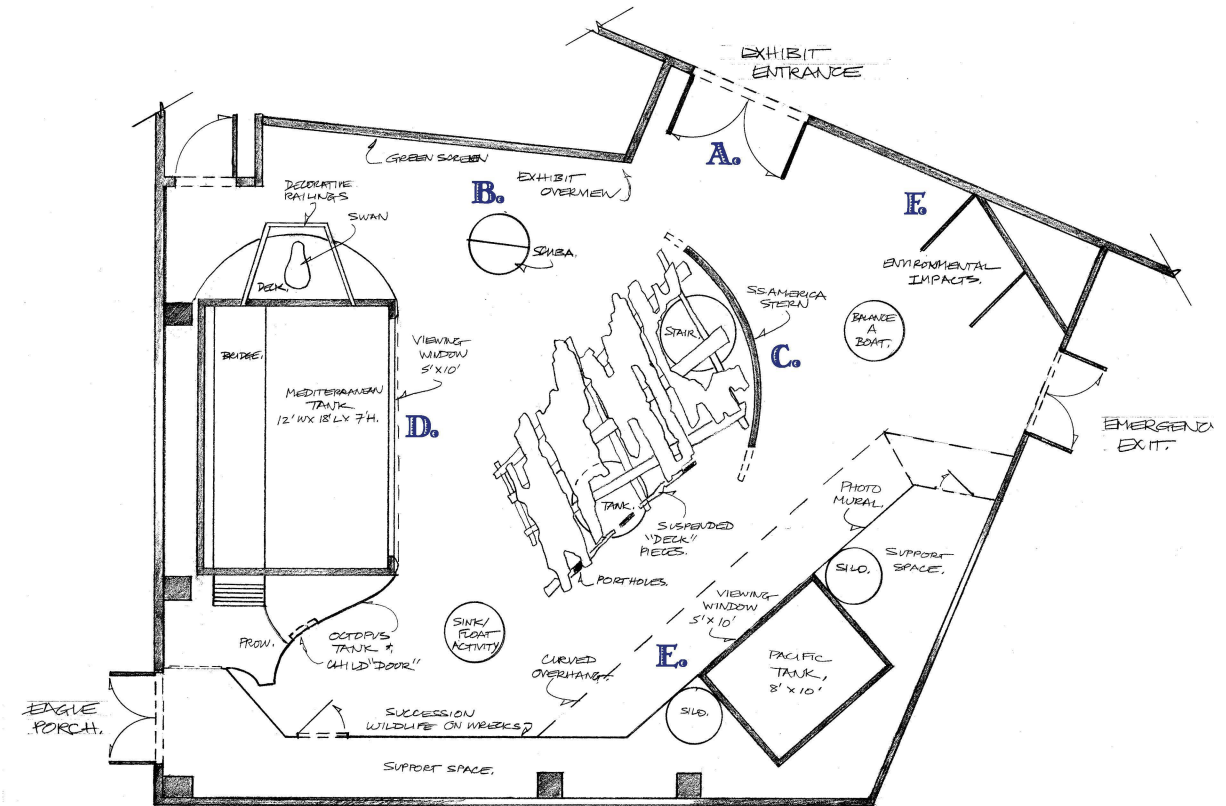 EXHIBIT
ENTRANCE
A.
GREEN SCREEN
EXHIBIT
OVERVIEW
B.
F.
DECORATIVE
RAILINGS
SWAN
SCUBA.
DECK.
ENVIRONMENTAL
IMPACTS.
S.S. AMERICA
STERN
STAIR.
C.
BALANCE
A
BOAT.
BRIDGE.
VIEWING
WINDOW
5' X 10'
MEDITERRANEAN
TANK
12' W X 18' L X 7' H.
D.
EMERGENC
EXIT.
PHOTO
MURAL.
TANK.
SUSPENDED
"DECK"
PIECES.
PORTHOLES.
SUPPORT
SPACE.
SILO.
VIEWING
WINDOW
5' X 10'
PROW.
OCTOPUS
TANK &
CHILD "DOOR"
SINK/
FLOAT
ACTIVITY
E.
CURVED
OVERHANG.
PACIFIC
TANK,
8' X 10'
EAGLE
PORCH.
SUCCESSION
WILDLIFE ON WRECKS
SILO.
SUPPORT SPACE.